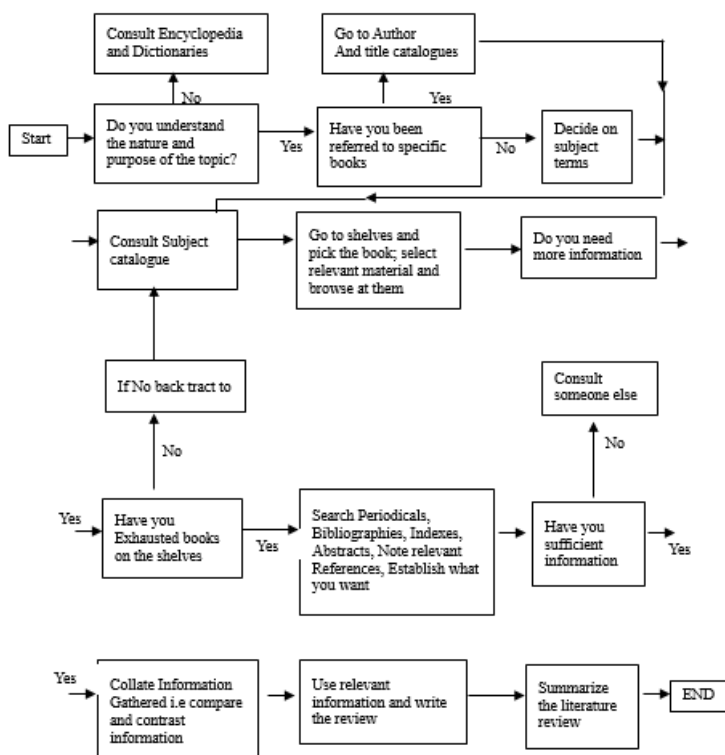 Consult Encyclopedia
and Dictionaries
Go to Author
And title catalogues
No
Yes
Start
Do you understand
the nature and
purpose of the topic?
Yes
Have you been
referred to specific
books
No
Decide on
subject
terms
Consult Subject
catalogue
Go to shelves and
pick the book; select
relevant material and
browse at them
Do you need
more information
If No back tract to
Consult
someone else
No
No
Yes
Have you
Exhausted books
on the shelves
Yes
Search Periodicals,
Bibliographies, Indexes,
Abstracts, Note relevant
References, Establish what
you want
Have you
sufficient
information
Yes
Yes
Collate Information
Gathered i.e compare
and contrast
information
Use relevant
information and write
the review
Summarize
the literature
review
END